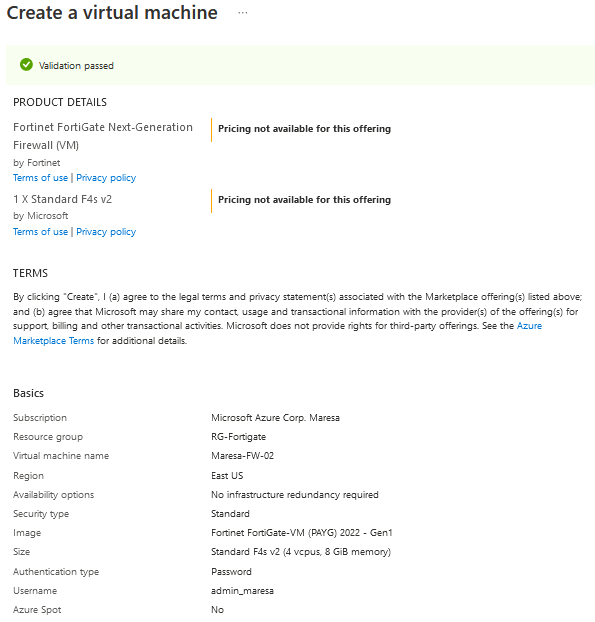 Create a virtual machine ...
Validation passed
PRODUCT DETAILS
Fortinet FortiGate Next-Generation
Firewall (VM)
by Fortinet
Terms of use | Privacy policy
Pricing not available for this offering
1 X Standard F4s v2
by Microsoft
Terms of use | Privacy policy
Pricing not available for this offering
TERMS
By clicking "Create", I (a) agree to the legal terms and privacy statement(s) associated with the Marketplace offering(s) listed above;
and (b) agree that Microsoft may share my contact, usage and transactional information with the provider(s) of the offering(s) for
support, billing and other transactional activities. Microsoft does not provide rights for third-party offerings. See the Azure
Marketplace Terms for additional details.
Basics
Subscription Microsoft Azure Corp. Maresa
Resource group RG-Fortigate
Virtual machine name Maresa-FW-02
Region East US
Availability options No infrastructure redundancy required
Security type Standard
Image Fortinet FortiGate-VM (PAYG) 2022 - Gen1
Size Standard F4s v2 (4 vcpus, 8 GiB memory)
Authentication type Password
Username admin_maresa
Azure Spot No